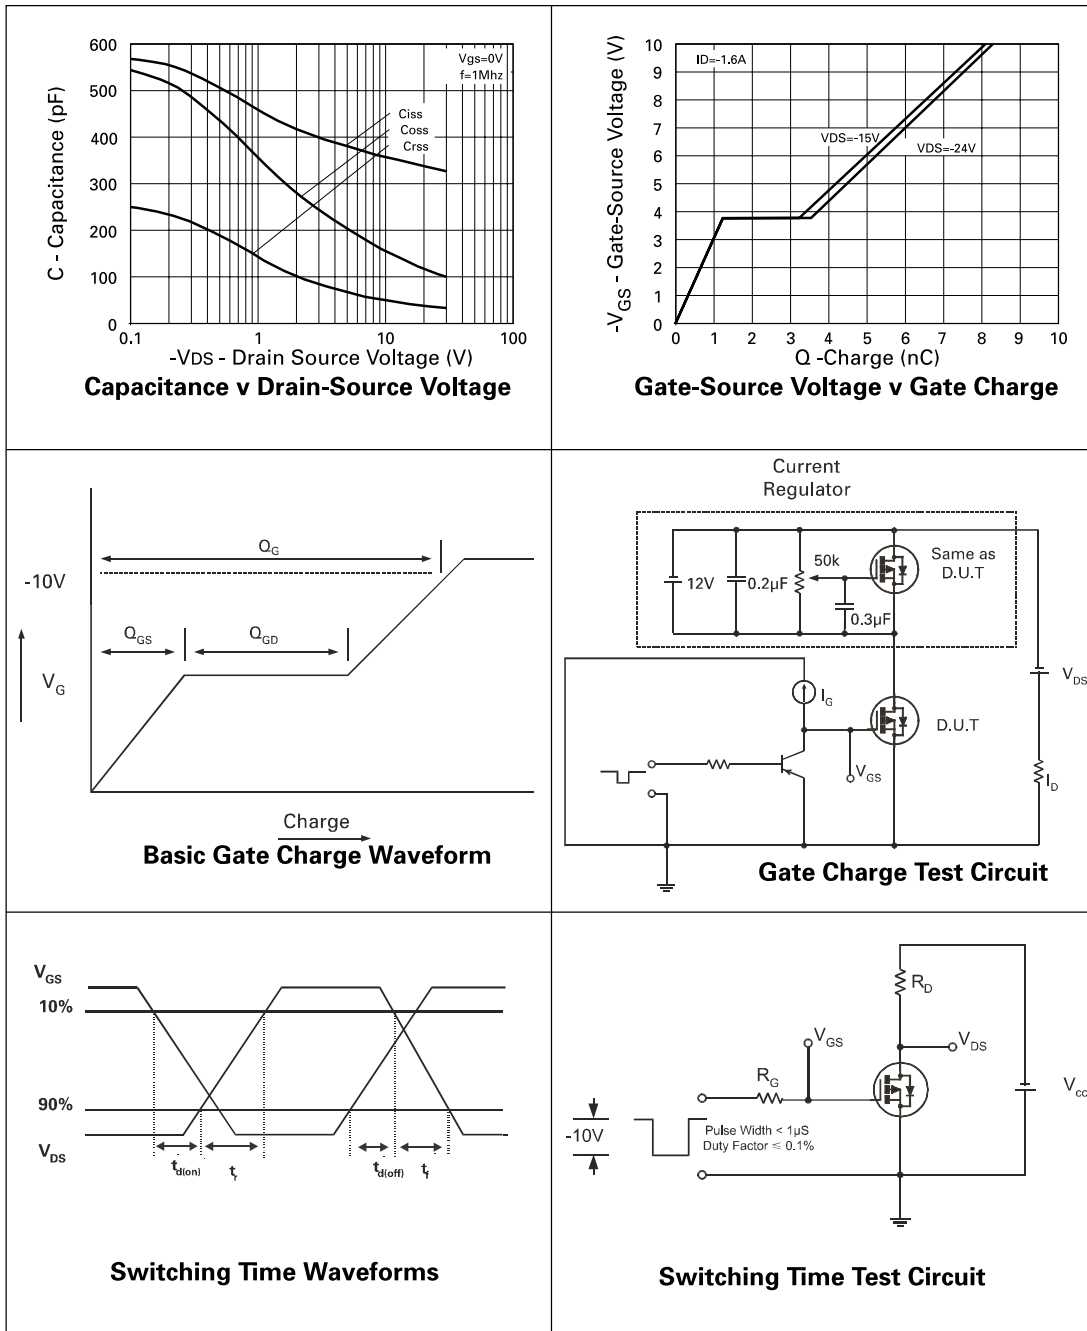 600
500
400
300
200
100
0
C - Capacitance (pF)
Vgs=0V
f=1Mhz
Ciss
Coss
Crss
0.1
1
10
100
-VDS - Drain Source Voltage (V)
Capacitance v Drain-Source Voltage
10
9
8
7
6
5
4
3
2
1
0
-VGS - Gate-Source Voltage (V)
ID=-1.6A
VDS=-15V
VDS=-24V
0 1 2 3 4 5 6 7 8 9 10
Q -Charge (nC)
Gate-Source Voltage v Gate Charge
QG
-10V
QGS
QGD
VG
Charge
Basic Gate Charge Waveform
Current
Regulator
12V
0.2µF
50k
0.3µF
Same as
D.U.T
IG
VDS
D.U.T
VGS
ID
Gate Charge Test Circuit
VGS
10%
90%
VDS
td(on)
tr
td(off)
tf
Switching Time Waveforms
RD
VGS
VDS
RG
Vcc
-10V
Pulse Width < 1µS
Duty Factor ≤ 0.1%
Switching Time Test Circuit